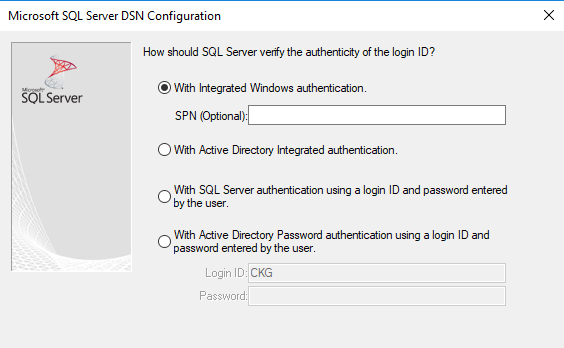 Microsoft SQL Server DSN Configuration
How should SQL Server verify the authenticity of the login ID?
Microsoft
SQL Server
With Integrated Windows authentication.
SPN (Optional):
With Active Directory Integrated authentication.
With SQL Server authentication using a login ID and password entered
by the user.
With Active Directory Password authentication using a login ID and
password entered by the user.
Login ID: CKG
Password: